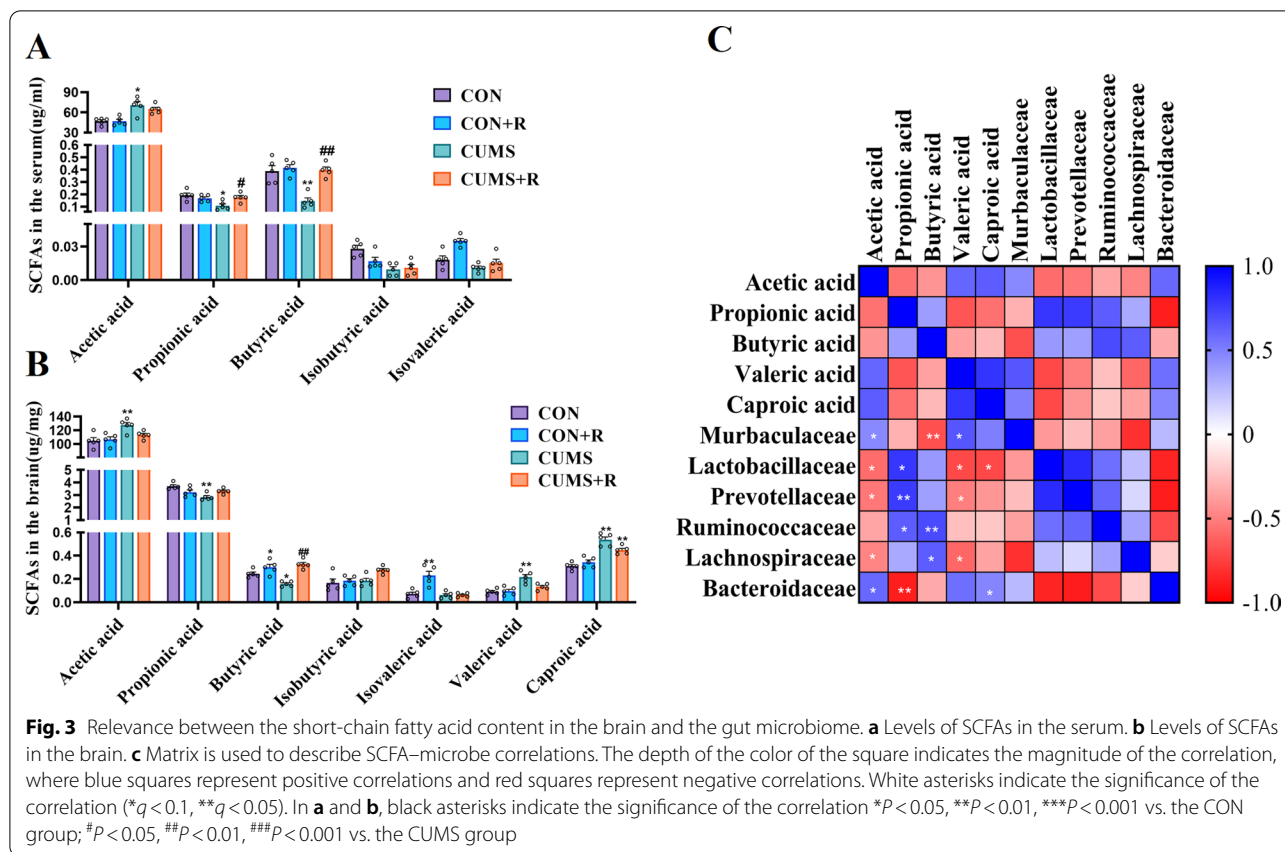 A
SCFAs in the serum(ug/ml)
90
60
30
0.6
0.5
0.4
0.3
0.2
0.1
0.03
0.00
*
*
#
**
##
CON
CON+R
CUMS
CUMS+R
Acetic acid
Propionic acid
Butyric acid
Isobutyric acid
Isovaleric acid
B
SCFAs in the brain(ug/mg)
140
120
100
5
4
3
2
1
0.6
0.4
0.2
0.0
**
**
*
*
##
**
**
**
**
CON
CON+R
CUMS
CUMS+R
Acetic acid
Propionic acid
Butyric acid
Isobutyric acid
Isovaleric acid
Valeric acid
Caproic acid
C
Acetic acid
Propionic acid
Butyric acid
Valeric acid
Caproic acid
Murbaculaceae
Lactobacillaceae
Prevotellaceae
Ruminococcaceae
Lachnospiraceae
Bacteroidaceae
Acetic acid
Propionic acid
Butyric acid
Valeric acid
Caproic acid
Murbaculaceae * ** *
Lactobacillaceae * * * *
Prevotellaceae * ** *
Ruminococcaceae * **
Lachnospiraceae * * *
Bacteroidaceae * ** *
1.0
0.5
0
-0.5
-1.0
Fig. 3 Relevance between the short-chain fatty acid content in the brain and the gut microbiome. a Levels of SCFAs in the serum. b Levels of SCFAs
in the brain. c Matrix is used to describe SCFA–microbe correlations. The depth of the color of the square indicates the magnitude of the correlation,
where blue squares represent positive correlations and red squares represent negative correlations. White asterisks indicate the significance of the
correlation (*q < 0.1, **q < 0.05). In a and b, black asterisks indicate the significance of the correlation *P < 0.05, **P < 0.01, ***P < 0.001 vs. the CON
group; #P < 0.05, ##P < 0.01, ###P < 0.001 vs. the CUMS group